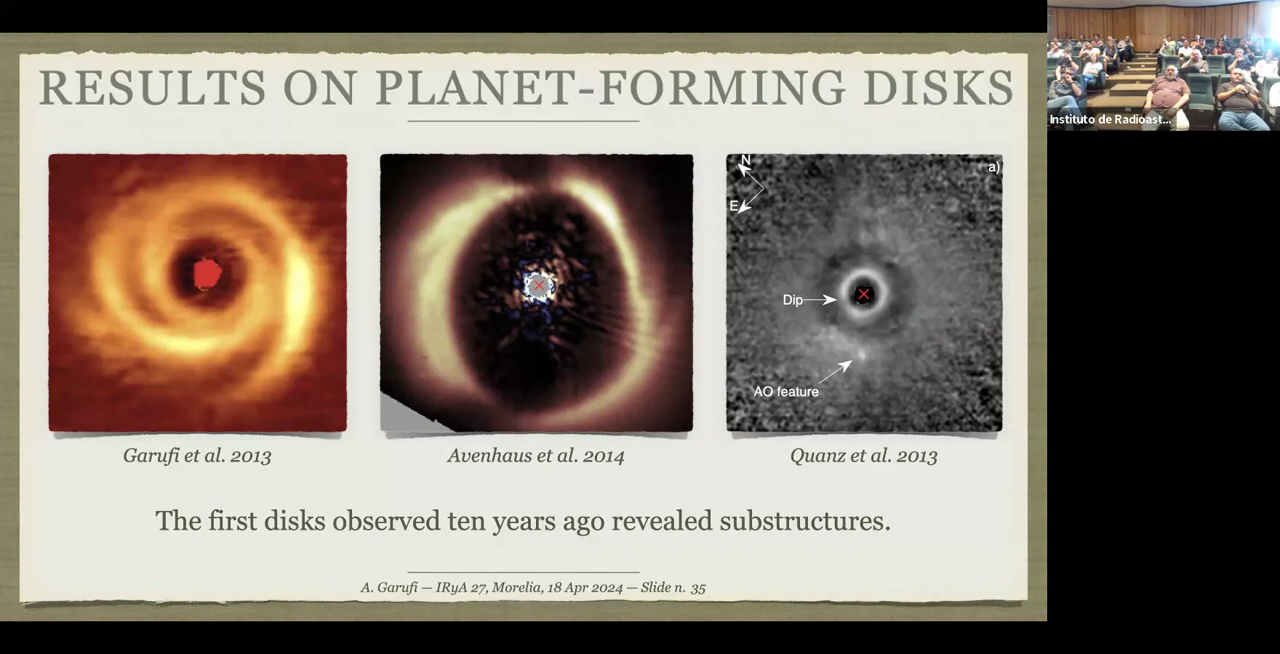 RESULTS ON PLANET-FORMING DISKS
N
E
a)
Dip
AO feature
Garufi et al. 2013
Avenhaus et al. 2014
Quanz et al. 2013
The first disks observed ten years ago revealed substructures.
A. Garufi — IRyA 27, Morelia, 18 Apr 2024 — Slide n. 35
Instituto de Radioast...